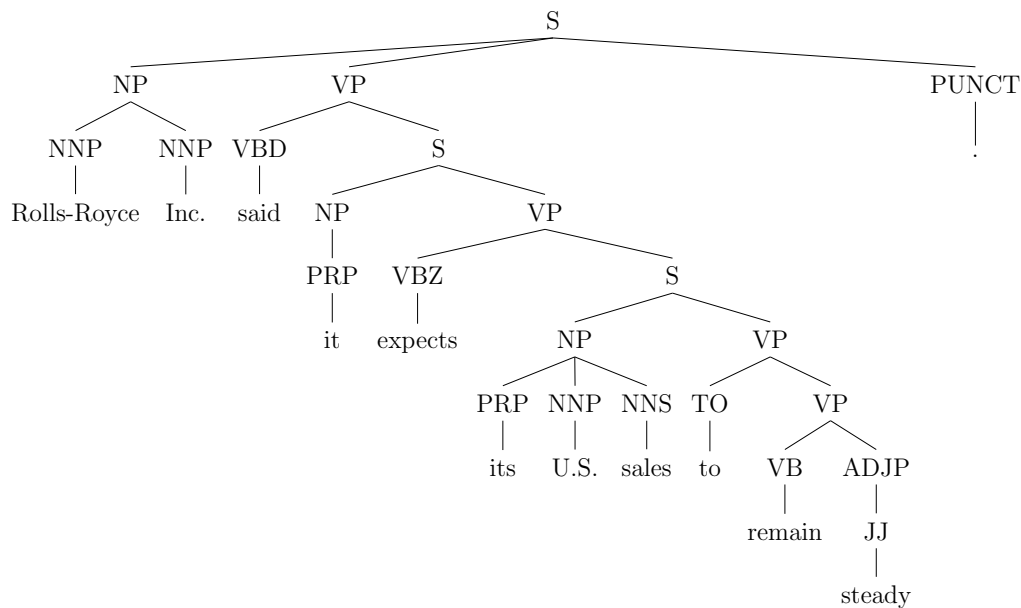 S
NP VP PUNCT
NNP NNP VBD S .
Rolls-Royce Inc. said NP VP
PRP VBZ S
it expects NP VP
PRP NNP NNS TO VP
its U.S. sales to VB ADJP
remain JJ
steady